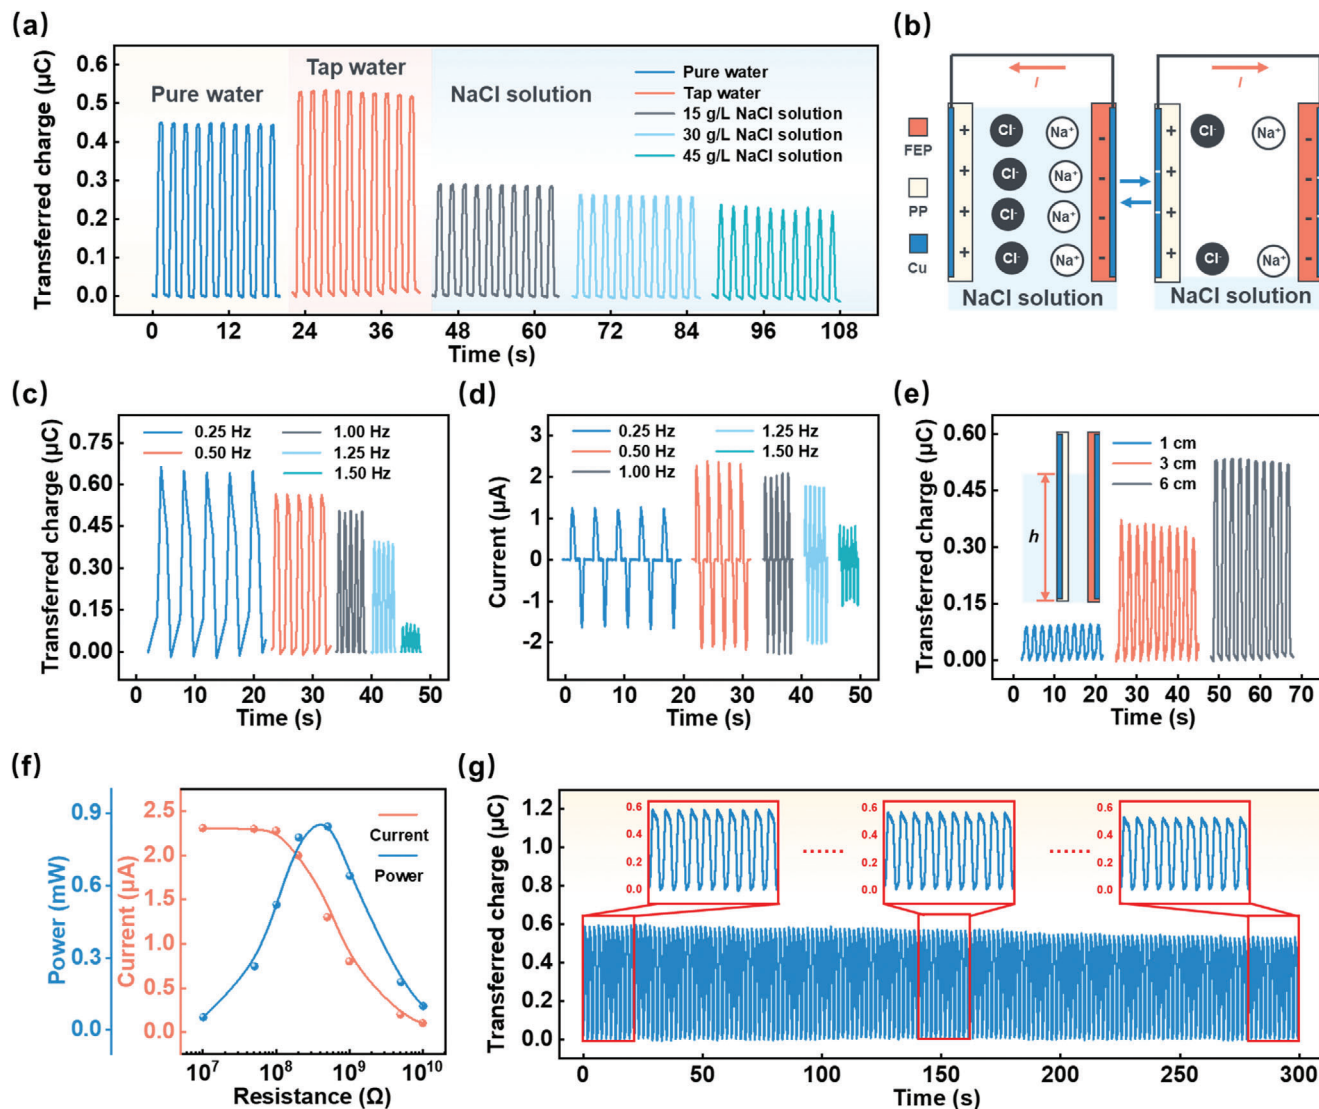 (a)
Transferred charge (μC)
0.6
0.5
0.4
0.3
0.2
0.1
0.0
Pure water
Tap water
NaCl solution
Pure water
Tap water
15 g/L NaCl solution
30 g/L NaCl solution
45 g/L NaCl solution
0 12 24 36 48 60 72 84 96 108
Time (s)
(b)
I
I
FEP
PP
Cu
+ Cl⁻ Na⁺ -
+ Cl⁻ Na⁺ -
+ Cl⁻ Na⁺ -
+ Cl⁻ Na⁺ -
NaCl solution
+ Cl⁻ Na⁺ -
+ -
+ -
+ Cl⁻ Na⁺ -
NaCl solution
(c)
Transferred charge (μC)
0.75
0.60
0.45
0.30
0.15
0.00
0.25 Hz
0.50 Hz
1.00 Hz
1.25 Hz
1.50 Hz
0 10 20 30 40 50
Time (s)
(d)
Current (μA)
3
2
1
0
-1
-2
0.25 Hz
0.50 Hz
1.00 Hz
1.25 Hz
1.50 Hz
0 10 20 30 40 50
Time (s)
(e)
Transferred charge (μC)
0.60
0.45
0.30
0.15
0.00
h
1 cm
3 cm
6 cm
0 10 20 30 40 50 60 70
Time (s)
(f)
Power (mW)
0.9
0.6
0.3
0.0
Current (μA)
2.5
2.0
1.5
1.0
0.5
0.0
Current
Power
10⁷ 10⁸ 10⁹ 10¹⁰
Resistance (Ω)
(g)
Transferred charge (μC)
1.2
1.0
0.8
0.6
0.4
0.2
0.0
0.6
0.4
0.2
0.0
......
0.6
0.4
0.2
0.0
......
0.6
0.4
0.2
0.0
0 50 100 150 200 250 300
Time (s)